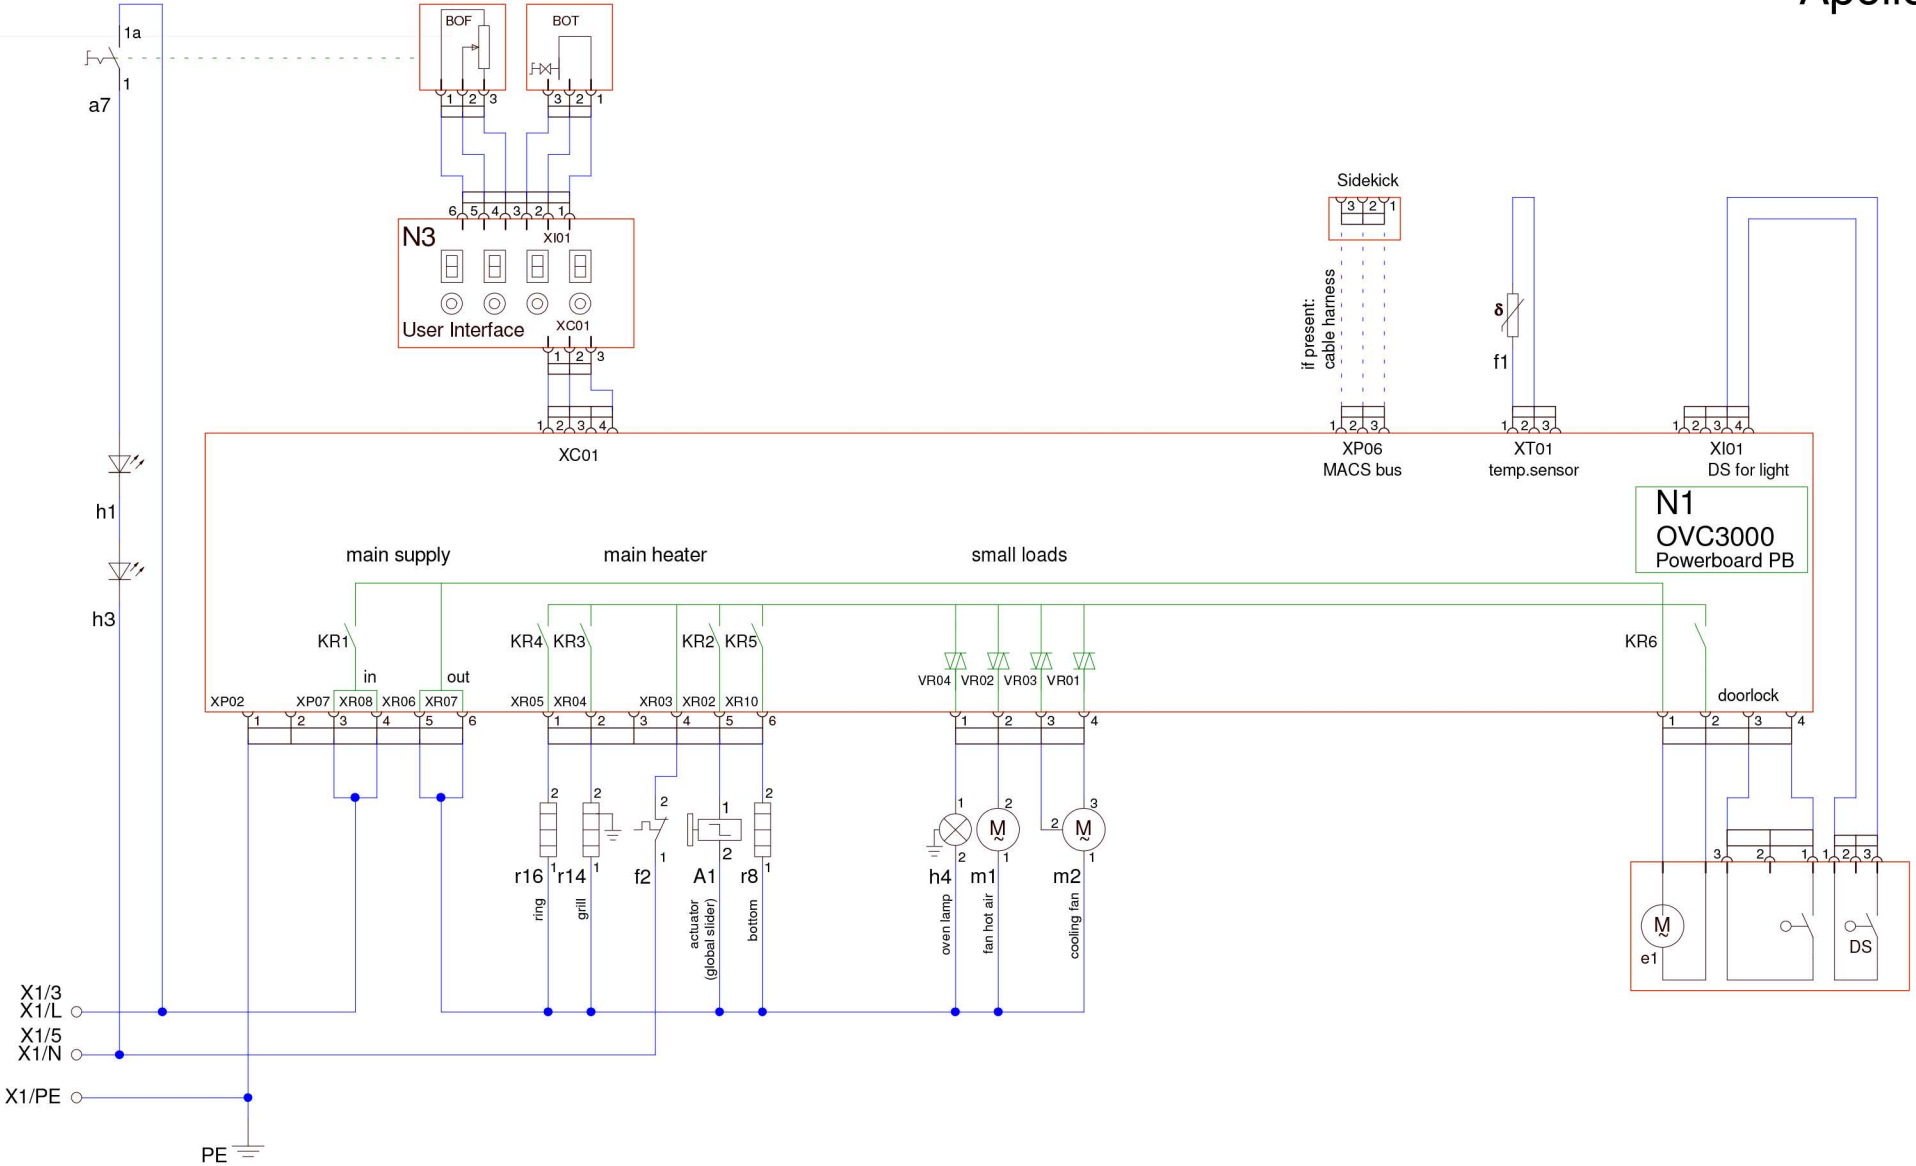 Apollo
1a
1
a7
BOF
BOT
1 2 3
3 2 1
6 5 4 3 2 1
N3
XI01
User Interface
XC01
1 2 3
Sidekick
3 2 1
if present:
cable harness
δ
f1
1 2 3 4
1 2 3
1 2 3
1 2 3 4
XC01
XP06
MACS bus
XT01
temp.sensor
XI01
DS for light
h1
h3
N1
OVC3000
Powerboard PB
main supply
main heater
small loads
KR1
KR4
KR3
KR2
KR5
KR6
in
out
VR04
VR02
VR03
VR01
doorlock
XP02
XP07
XR08
XR06
XR07
XR05
XR04
XR03
XR02
XR10
1 2 3 4 5 6
1 2 3 4 5 6
1 2 3 4
1 2 3 4
2
1
r16
ring
2
1
r14
grill
2
1
f2
1
2
A1
actuator
(global slider)
2
1
r8
bottom
1
2
h4
oven lamp
2
M
~
1
m1
fan hot air
3
2
M
~
1
m2
cooling fan
3 2 1
1 2 3
M
~
e1
DS
X1/3
X1/L
X1/5
X1/N
X1/PE
PE